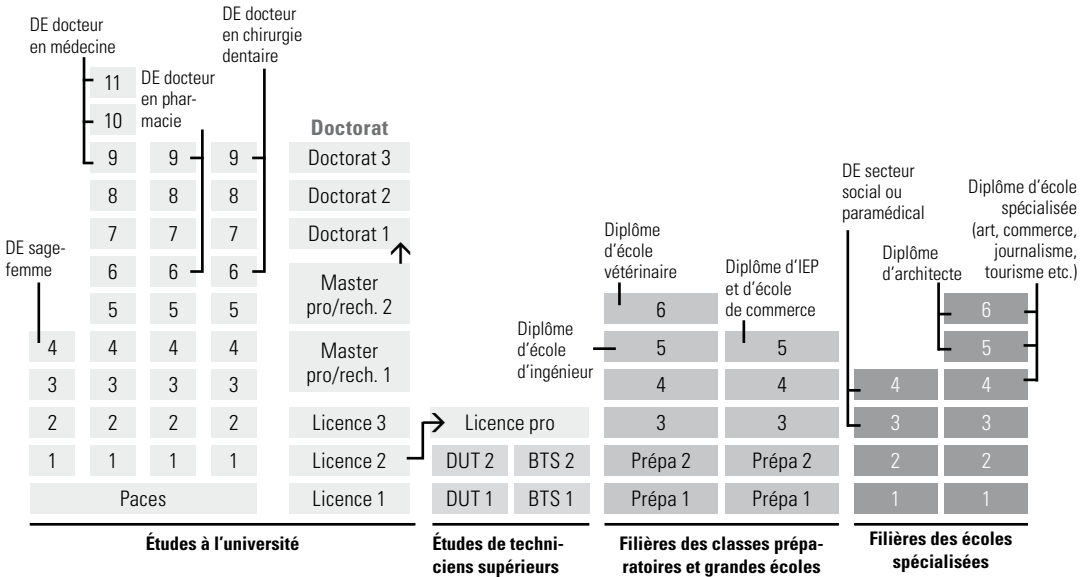 DE docteur
en médecine
DE docteur
en chirurgie
dentaire
DE docteur
en phar-
macie
DE sage-
femme
11
10
9 9 9
8 8 8
7 7 7
6 6 6
5 5 5
4 4 4 4
3 3 3 3
2 2 2 2
1 1 1 1
Paces
Doctorat
Doctorat 3
Doctorat 2
Doctorat 1
Master
pro/rech. 2
Master
pro/rech. 1
Licence 3
Licence 2
Licence 1
Études à l'université
Licence pro
DUT 2 BTS 2
DUT 1 BTS 1
Études de techni-
ciens supérieurs
Diplôme
d'école
vétérinaire
Diplôme
d'école
d'ingénieur
Diplôme d'IEP
et d'école
de commerce
6
5 5
4 4
3 3
Prépa 2 Prépa 2
Prépa 1 Prépa 1
Filières des classes prépa-
ratoires et grandes écoles
DE secteur
social ou
paramédical
Diplôme
d'architecte
Diplôme d'école
spécialisée
(art, commerce,
journalisme,
tourisme etc.)
6
5
4 4
3 3
2 2
1 1
Filières des écoles
spécialisées